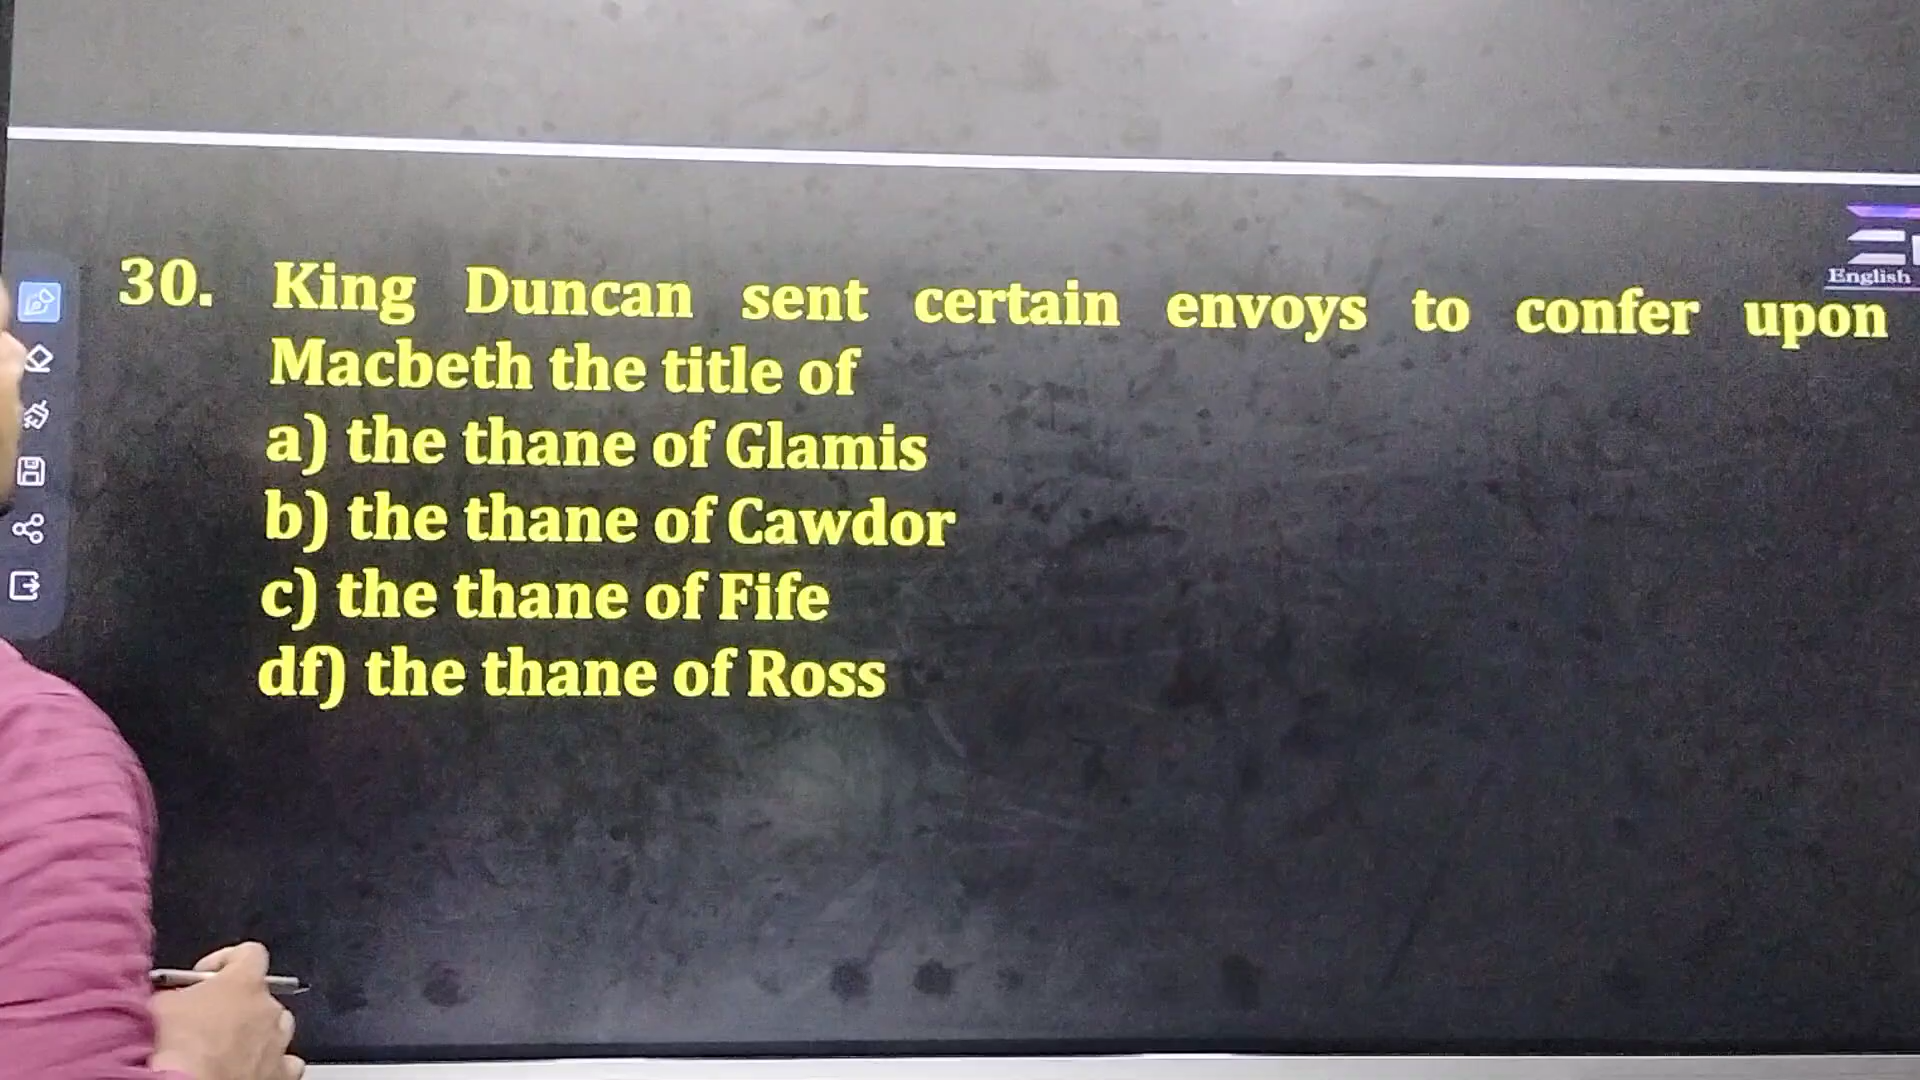 English
30. King Duncan sent certain envoys to confer upon
Macbeth the title of
a) the thane of Glamis
b) the thane of Cawdor
c) the thane of Fife
df) the thane of Ross